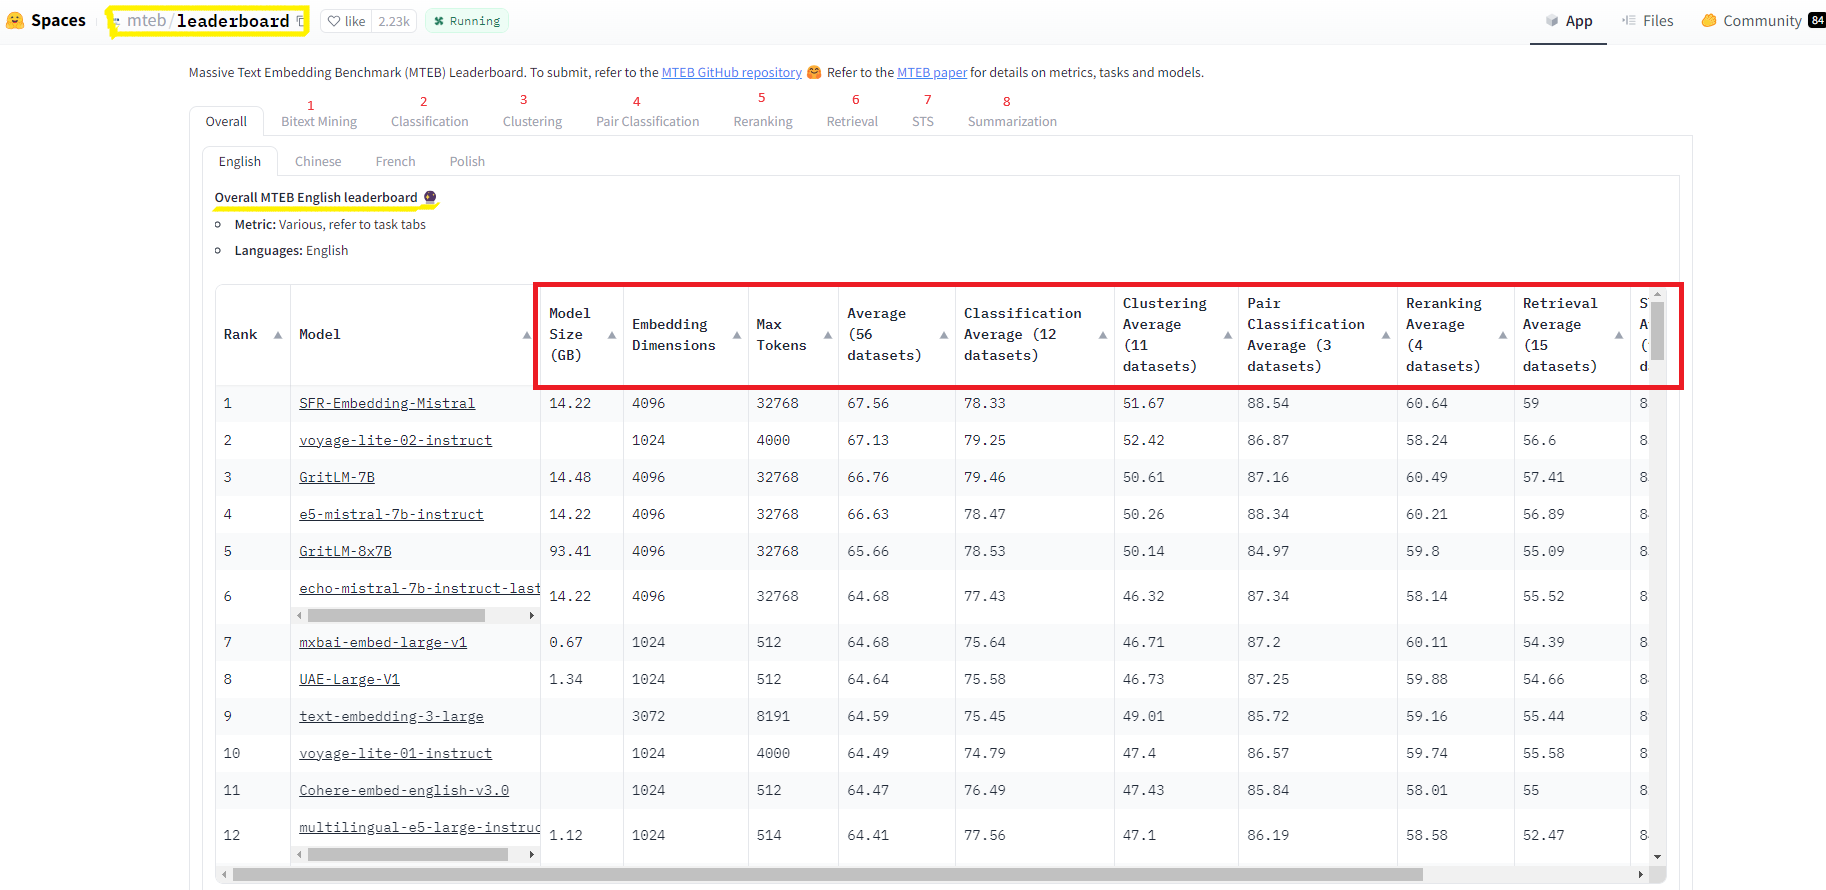 Spaces mteb/leaderboard like 2.23k Running App Files Community 84
Massive Text Embedding Benchmark (MTEB) Leaderboard. To submit, refer to the MTEB GitHub repository 🤗 Refer to the MTEB paper for details on metrics, tasks and models.
1 2 3 4 5 6 7 8
Overall Bitext Mining Classification Clustering Pair Classification Reranking Retrieval STS Summarization
English Chinese French Polish
Overall MTEB English leaderboard 🔮
Metric: Various, refer to task tabs
Languages: English
Rank Model Model Size (GB) Embedding Dimensions Max Tokens Average (56 datasets) Classification Average (12 datasets) Clustering Average (11 datasets) Pair Classification Average (3 datasets) Reranking Average (4 datasets) Retrieval Average (15 datasets)
1 SFR-Embedding-Mistral 14.22 4096 32768 67.56 78.33 51.67 88.54 60.64 59 8
2 voyage-lite-02-instruct 1024 4000 67.13 79.25 52.42 86.87 58.24 56.6 8
3 GritLM-7B 14.48 4096 32768 66.76 79.46 50.61 87.16 60.49 57.41 8
4 e5-mistral-7b-instruct 14.22 4096 32768 66.63 78.47 50.26 88.34 60.21 56.89 8
5 GritLM-8x7B 93.41 4096 32768 65.66 78.53 50.14 84.97 59.8 55.09 8
6 echo-mistral-7b-instruct-last 14.22 4096 32768 64.68 77.43 46.32 87.34 58.14 55.52 8
7 mxbai-embed-large-v1 0.67 1024 512 64.68 75.64 46.71 87.2 60.11 54.39 8
8 UAE-Large-V1 1.34 1024 512 64.64 75.58 46.73 87.25 59.88 54.66 8
9 text-embedding-3-large 3072 8191 64.59 75.45 49.01 85.72 59.16 55.44 8
10 voyage-lite-01-instruct 1024 4000 64.49 74.79 47.4 86.57 59.74 55.58 8
11 Cohere-embed-english-v3.0 1024 512 64.47 76.49 47.43 85.84 58.01 55 8
12 multilingual-e5-large-instruc 1.12 1024 514 64.41 77.56 47.1 86.19 58.58 52.47 8